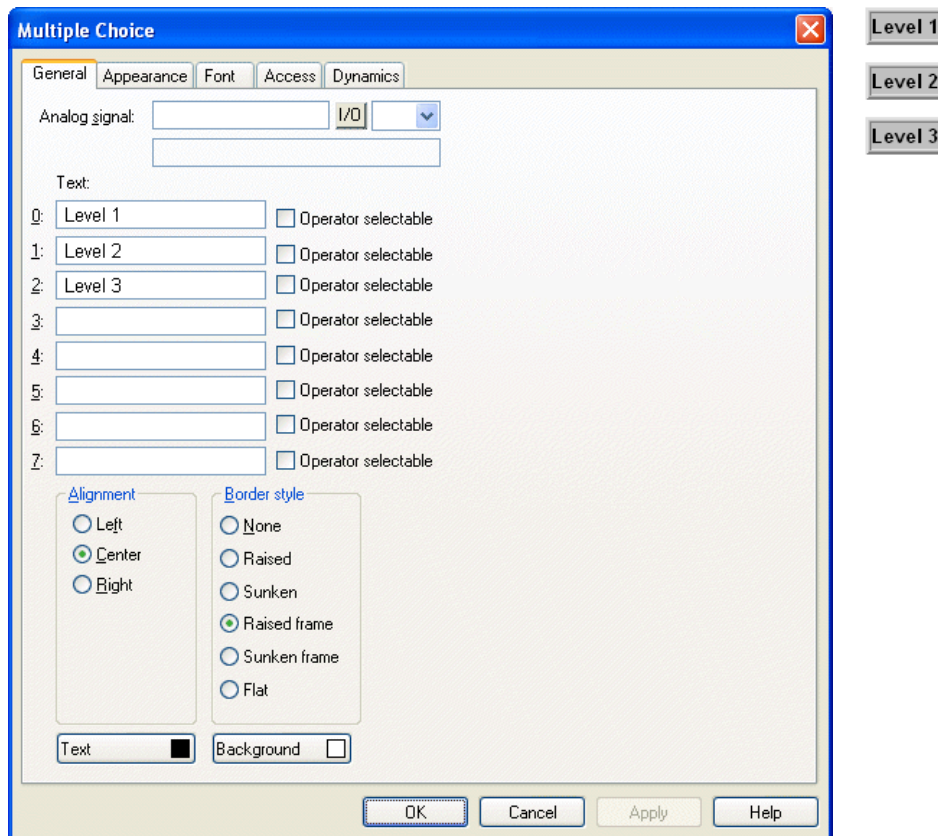 Multiple Choice
General Appearance Font Access Dynamics
Analog signal: I/O
Text:
0: Level 1 Operator selectable
1: Level 2 Operator selectable
2: Level 3 Operator selectable
3: Operator selectable
4: Operator selectable
5: Operator selectable
6: Operator selectable
7: Operator selectable
Alignment
Left
Center
Right
Border style
None
Raised
Sunken
Raised frame
Sunken frame
Flat
Text Background
OK Cancel Apply Help
Level 1
Level 2
Level 3